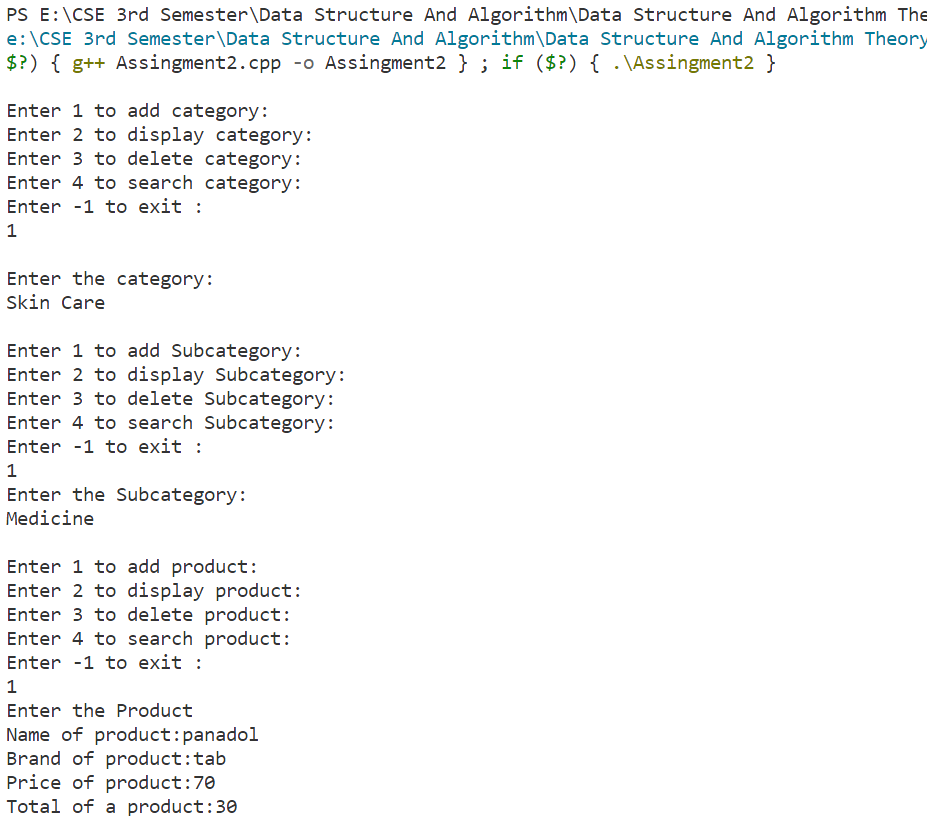 PS E:\CSE 3rd Semester\Data Structure And Algorithm\Data Structure And Algorithm The
e:\CSE 3rd Semester\Data Structure And Algorithm\Data Structure And Algorithm Theory
$?) { g++ Assingment2.cpp -o Assingment2 } ; if ($?) { .\Assingment2 }
Enter 1 to add category:
Enter 2 to display category:
Enter 3 to delete category:
Enter 4 to search category:
Enter -1 to exit :
1
Enter the category:
Skin Care
Enter 1 to add Subcategory:
Enter 2 to display Subcategory:
Enter 3 to delete Subcategory:
Enter 4 to search Subcategory:
Enter -1 to exit :
1
Enter the Subcategory:
Medicine
Enter 1 to add product:
Enter 2 to display product:
Enter 3 to delete product:
Enter 4 to search product:
Enter -1 to exit :
1
Enter the Product
Name of product:panadol
Brand of product:tab
Price of product:70
Total of a product:30